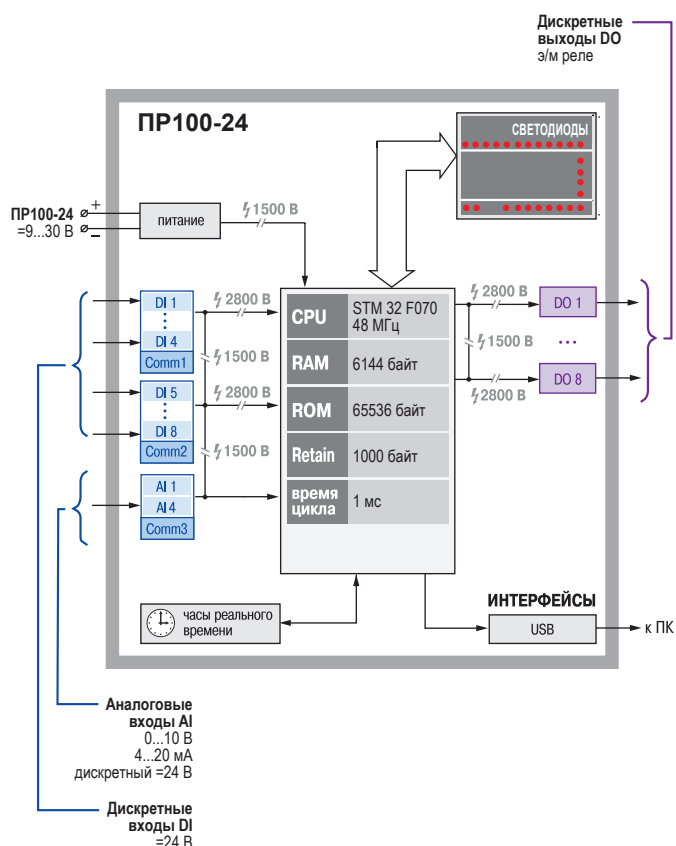 Дискретные
выходы DO
э/м реле
ПР100-24
СВЕТОДИОДЫ
ПР100-24
=9...30 В
+
–
питание
1500 В
DI 1
DI 4
Comm1
2800 В
1500 В
DI 5
DI 8
Comm2
2800 В
1500 В
AI 1
AI 4
Comm3
CPU STM 32 F070
48 МГц
RAM 6144 байт
ROM 65536 байт
Retain 1000 байт
время
цикла 1 мс
2800 В
DO 1
1500 В
...
DO 8
2800 В
часы реального
времени
ИНТЕРФЕЙСЫ
USB
к ПК
Аналоговые
входы AI
0...10 В
4...20 мА
дискретный =24 В
Дискретные
входы DI
=24 В